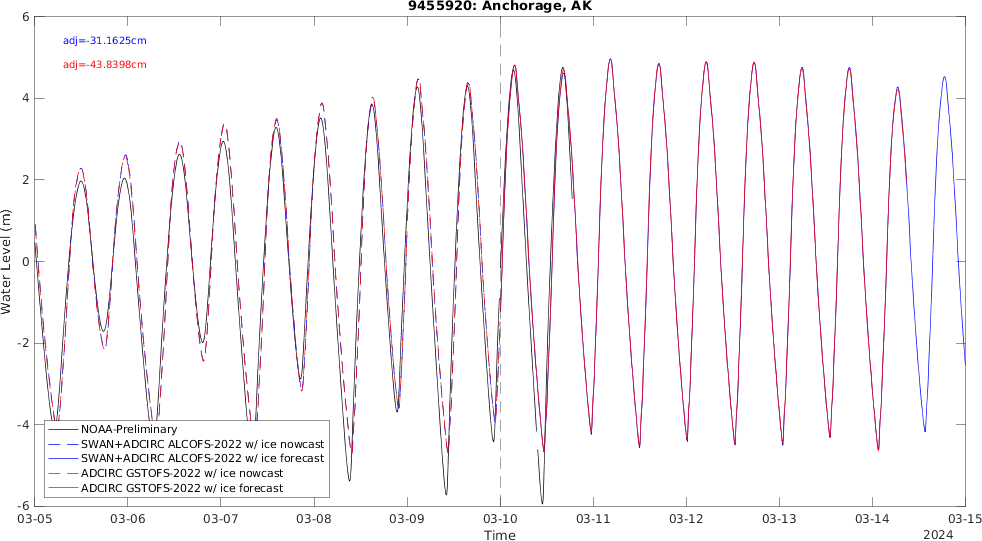 9455920: Anchorage, AK
adj=-31.1625cm
adj=-43.8398cm
6
4
2
0
-2
-4
-6
Water Level (m)
NOAA-Preliminary
SWAN+ADCIRC ALCOFS-2022 w/ ice nowcast
SWAN+ADCIRC ALCOFS-2022 w/ ice forecast
ADCIRC GSTOFS-2022 w/ ice nowcast
ADCIRC GSTOFS-2022 w/ ice forecast
03-05 03-06 03-07 03-08 03-09 03-10 03-11 03-12 03-13 03-14 03-15
Time
2024